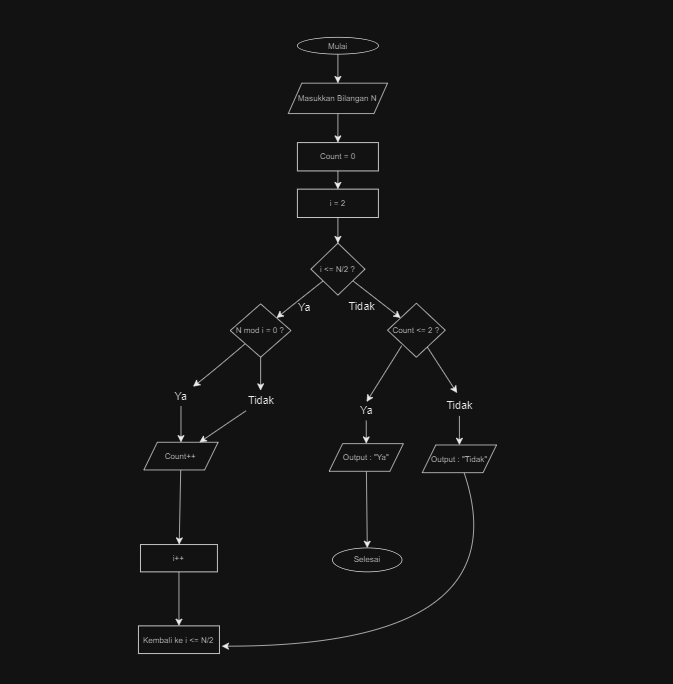 Mulai
Masukkan Bilangan N
Count = 0
i = 2
i <= N/2 ?
Ya
Tidak
N mod i = 0 ?
Count <= 2 ?
Ya
Tidak
Ya
Tidak
Count++
Output : "Ya"
Output : "Tidak"
i++
Selesai
Kembali ke i <= N/2